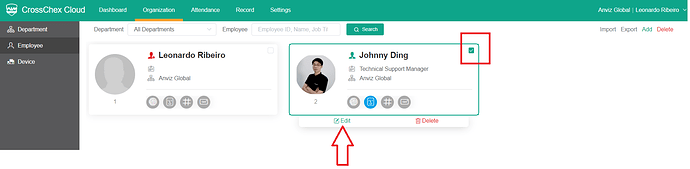 CrossChex Cloud
Dashboard Organization Attendance Record Settings
Anviz Global | Leonardo Ribeiro
Department
Employee
Device
Department All Departments Employee Employee ID, Name, Job Ti Search
Import Export Add Delete
Leonardo Ribeiro
Anviz Global
1
Johnny Ding
Technical Support Manager
Anviz Global
2
Edit Delete